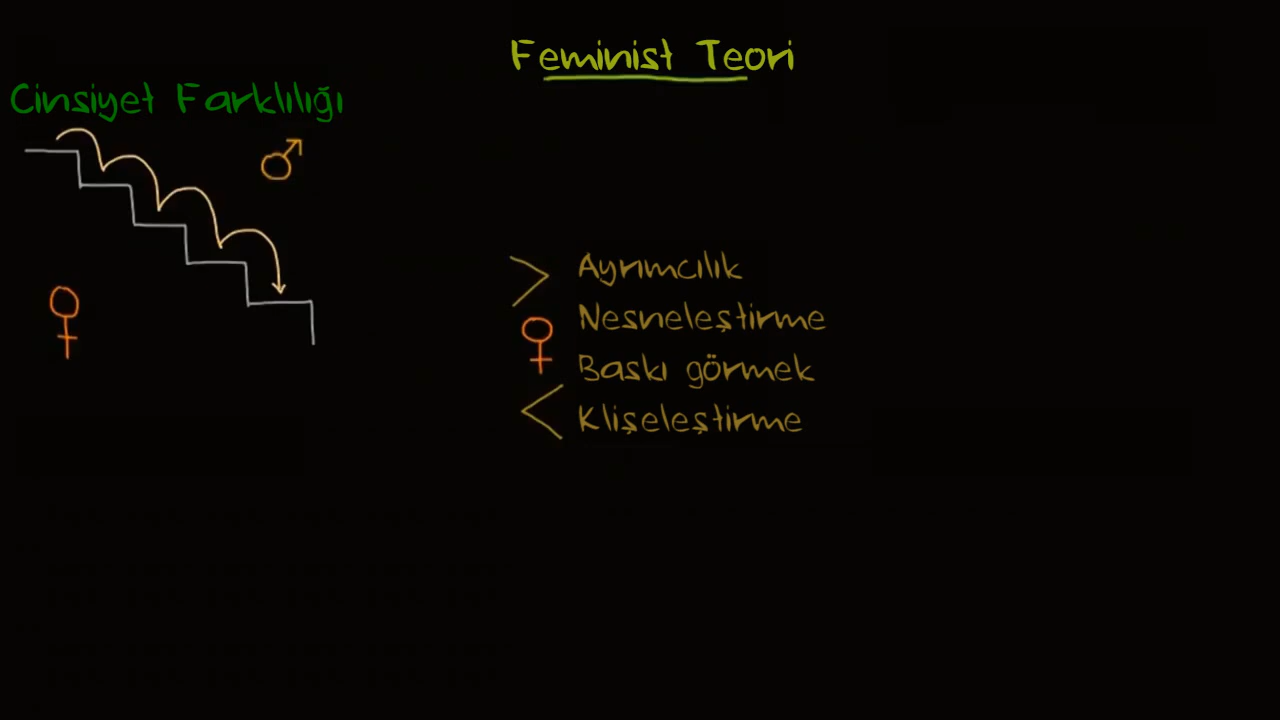 Feminist Teori
Cinsiyet Farklılığı
Ayrımcılık
Nesneleştirme
Baskı görmek
Klişeleştirme